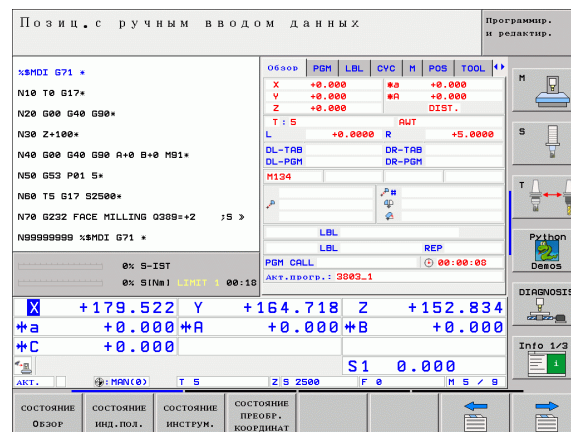 Позиц.с ручным вводом данных
Программир.
и редактир.
%$MDI G71 *
N10 T0 G17*
N20 G00 G40 G90*
N30 Z+100*
N40 G00 G40 G90 A+0 B+0 M91*
N50 G53 P01 5*
N60 T5 G17 S2500*
N70 G232 FACE MILLING Q389=+2 ;S »
N99999999 %$MDI G71 *
0% S-IST
0% S[Nm] LIMIT 1 00:18
Обзор PGM LBL CYC M POS TOOL
X +0.000 *a +0.000
Y +0.000 *A +0.000
Z +0.000 DIST.
T : 5 AWT
L +0.0000 R +5.0000
DL-TAB DR-TAB
DL-PGM DR-PGM
M134
LBL
LBL REP
PGM CALL 00:00:08
Акт.прогр.: 3803_1
X +179.522 Y +164.718 Z +152.834
*a +0.000 *A +0.000 *B +0.000
*C +0.000
S1 0.000
АКТ. : MAN(0) T 5 Z S 2500 F 0 M 5 / 9
M
S
T
Python
Demos
DIAGNOSIS
Info 1/3
СОСТОЯНИЕ
Обзор
СОСТОЯНИЕ
ИНД.ПОЛ.
СОСТОЯНИЕ
ИНСТРУМ.
СОСТОЯНИЕ
ПРЕОБР.
КООРДИНАТ